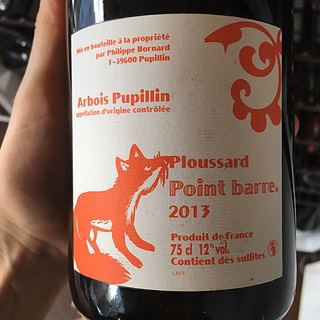 Mis en bouteille à la propriété
par Philippe Bornard
F-39600 Pupillin
Arbois Pupillin
appellation d'origine contrôlée
Ploussard
Point barre.
2013
Produit de France
75 cl 12% vol.
Contient des sulfites